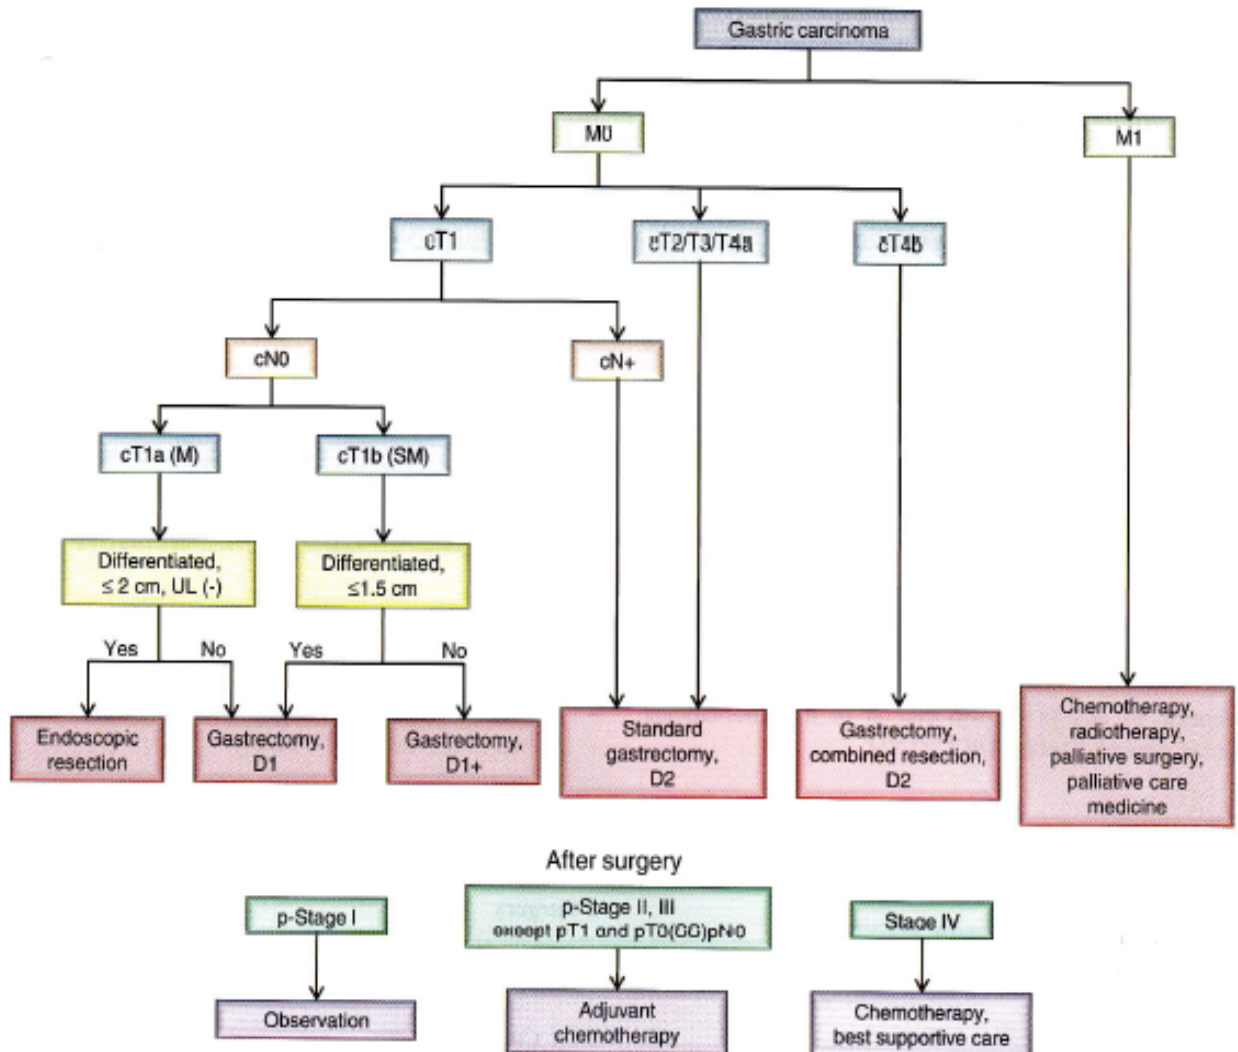 Gastric carcinoma
M0
M1
cT1
cT2/T3/T4a
cT4b
cN0
cN+
cT1a (M)
cT1b (SM)
Differentiated,
≤ 2 cm, UL (-)
Differentiated,
≤1.5 cm
Yes
No
Yes
No
Endoscopic
resection
Gastrectomy,
D1
Gastrectomy,
D1+
Standard
gastrectomy,
D2
Gastrectomy,
combined resection,
D2
Chemotherapy,
radiotherapy,
palliative surgery,
palliative care
medicine
After surgery
p-Stage I
p-Stage II, III
except pT1 and
Stage IV
Observation
Adjuvant
chemotherapy
Chemotherapy,
best supportive care